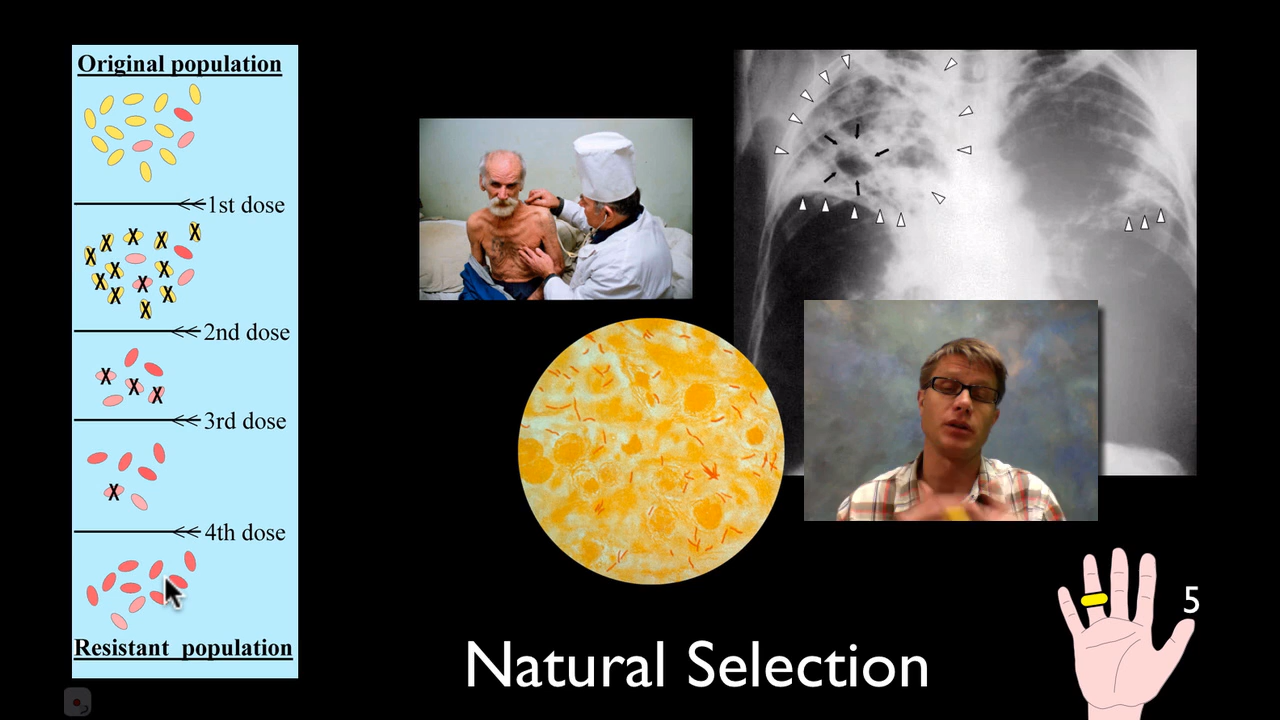 Original population
1st dose
2nd dose
3rd dose
4th dose
Resistant population
Natural Selection
5